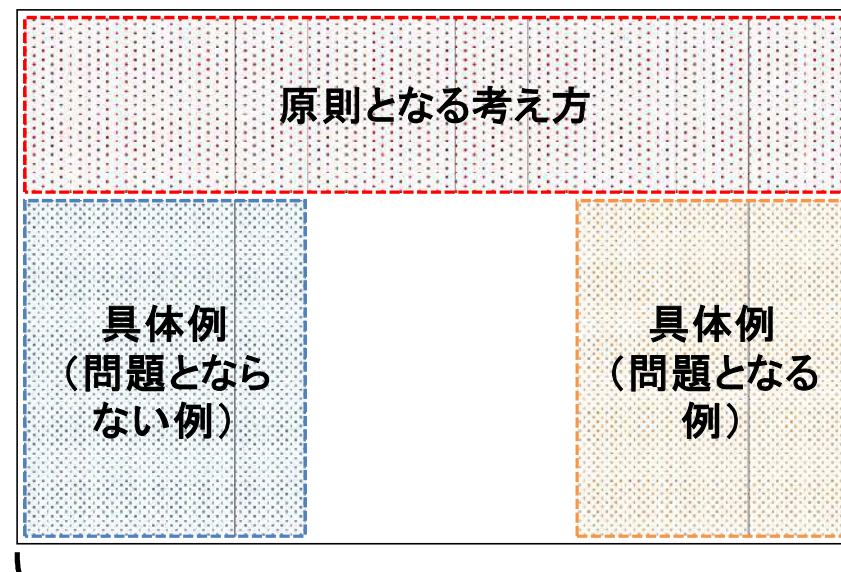 原則となる考え方
具体例
（問題となら
ない例）
具体例
（問題となる
例）